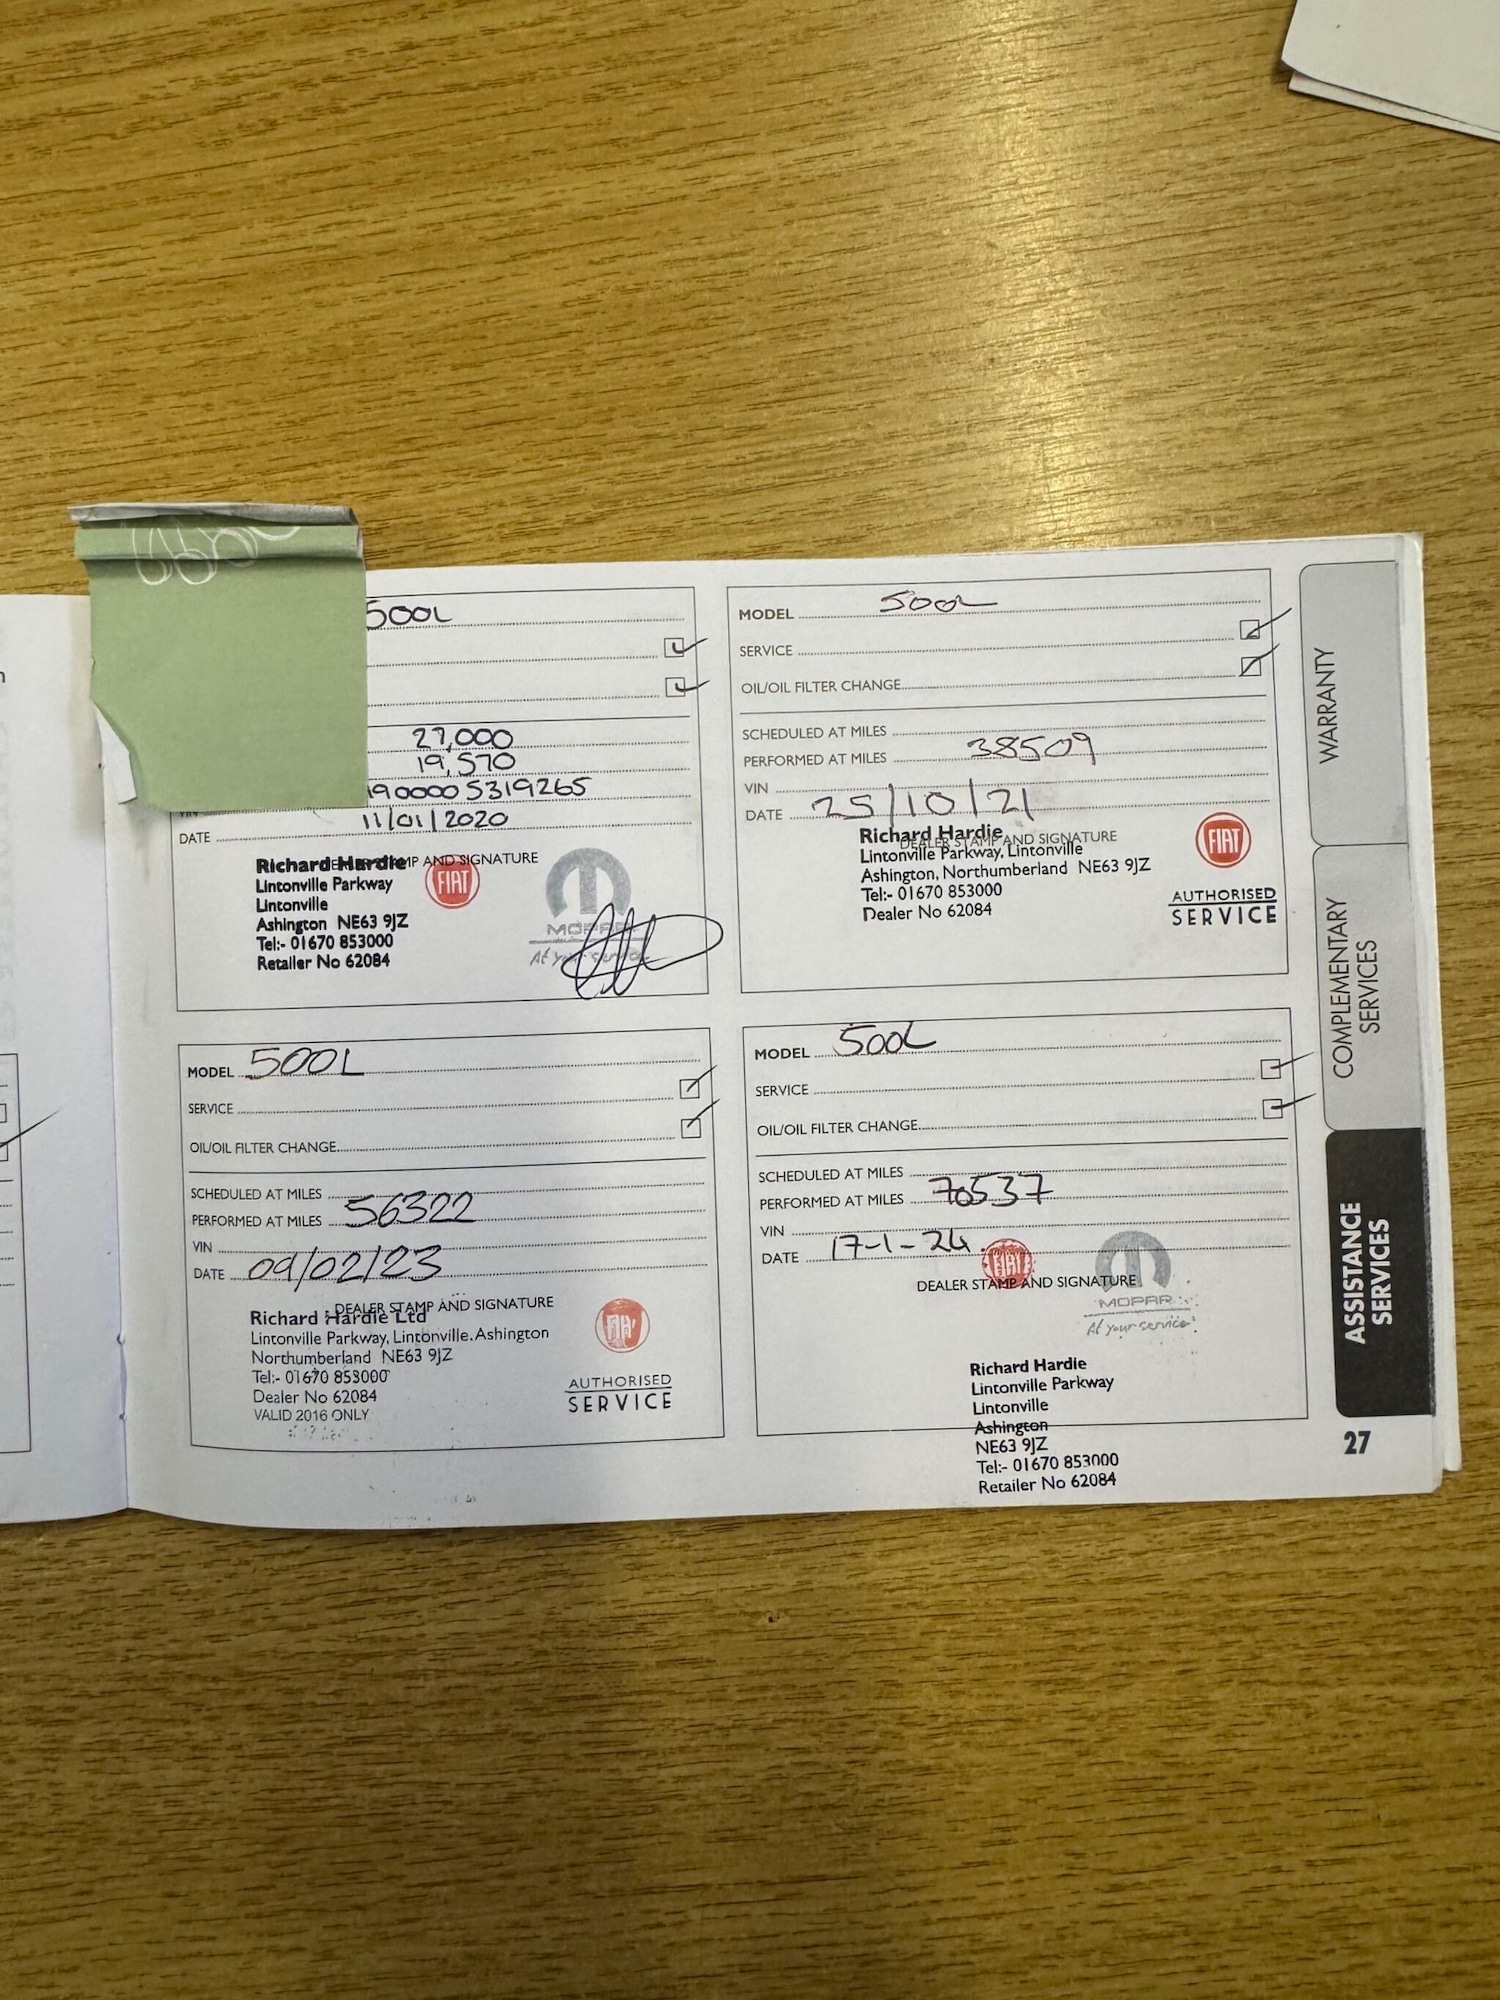 500L
27,000
19,570
1900005319265
DATE 11/01/2020
DEALER STAMP AND SIGNATURE
Richard Hardie
Lintonville Parkway
Lintonville
Ashington NE63 9JZ
Tel:- 01670 853000
Retailer No 62084
FIAT
MOPAR
At your service
MODEL 500L
SERVICE
OIL/OIL FILTER CHANGE
SCHEDULED AT MILES
PERFORMED AT MILES 38509
VIN
DATE 25/10/21
DEALER STAMP AND SIGNATURE
Richard Hardie
Lintonville Parkway, Lintonville
Ashington, Northumberland NE63 9JZ
Tel:- 01670 853000
Dealer No 62084
FIAT
AUTHORISED
SERVICE
MODEL 500L
SERVICE
OIL/OIL FILTER CHANGE
SCHEDULED AT MILES
PERFORMED AT MILES 56322
VIN
DATE 09/02/23
DEALER STAMP AND SIGNATURE
Richard Hardie Ltd
Lintonville Parkway, Lintonville. Ashington
Northumberland NE63 9JZ
Tel:- 01670 853000
Dealer No 62084
VALID 2016 ONLY
FIAT
AUTHORISED
SERVICE
MODEL 500L
SERVICE
OIL/OIL FILTER CHANGE
SCHEDULED AT MILES
PERFORMED AT MILES 70537
VIN
DATE 17-1-24
FIAT
DEALER STAMP AND SIGNATURE
MOPAR
At your service
Richard Hardie
Lintonville Parkway
Lintonville
Ashington
NE63 9JZ
Tel:- 01670 853000
Retailer No 62084
WARRANTY
COMPLEMENTARY
SERVICES
ASSISTANCE
SERVICES
27